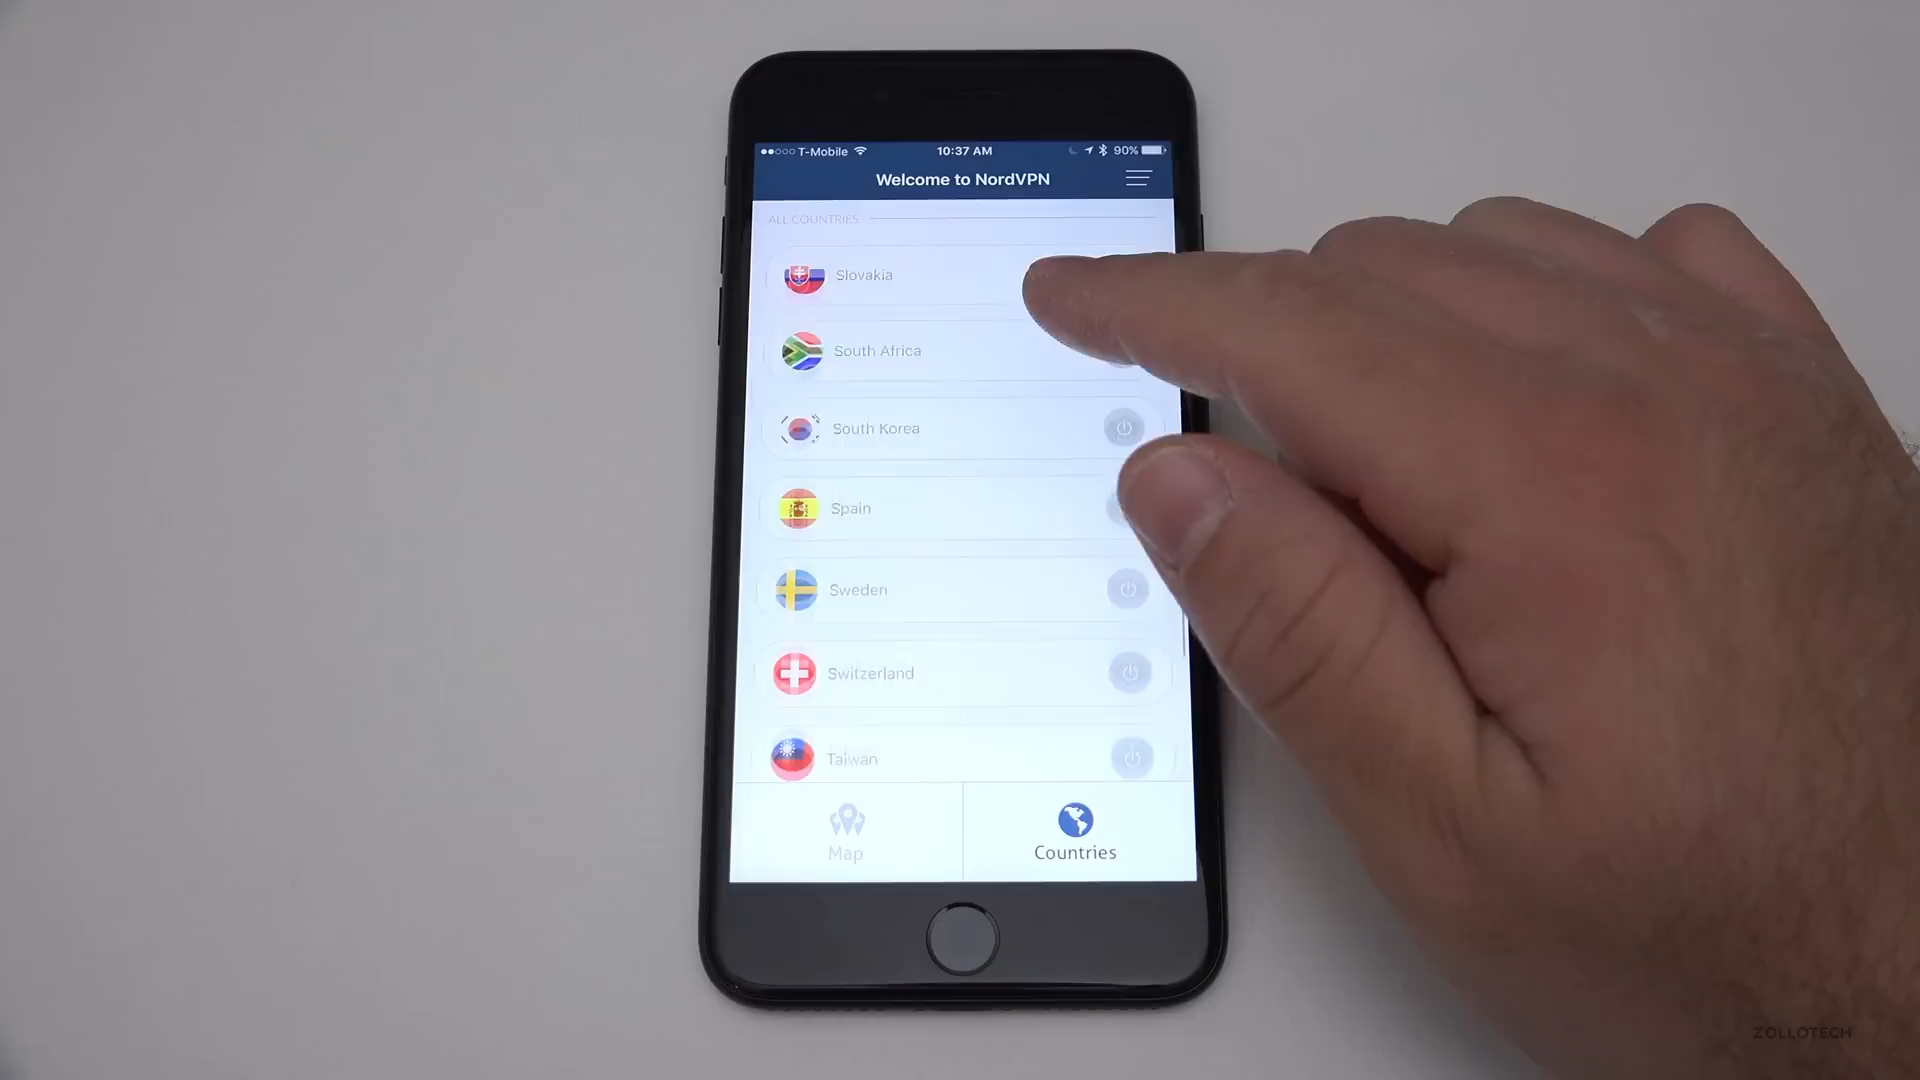 T-Mobile 10:37 AM 90%
Welcome to NordVPN
ALL COUNTRIES
Slovakia
South Africa
South Korea
Spain
Sweden
Switzerland
Taiwan
Map Countries
ZOLLOTECH